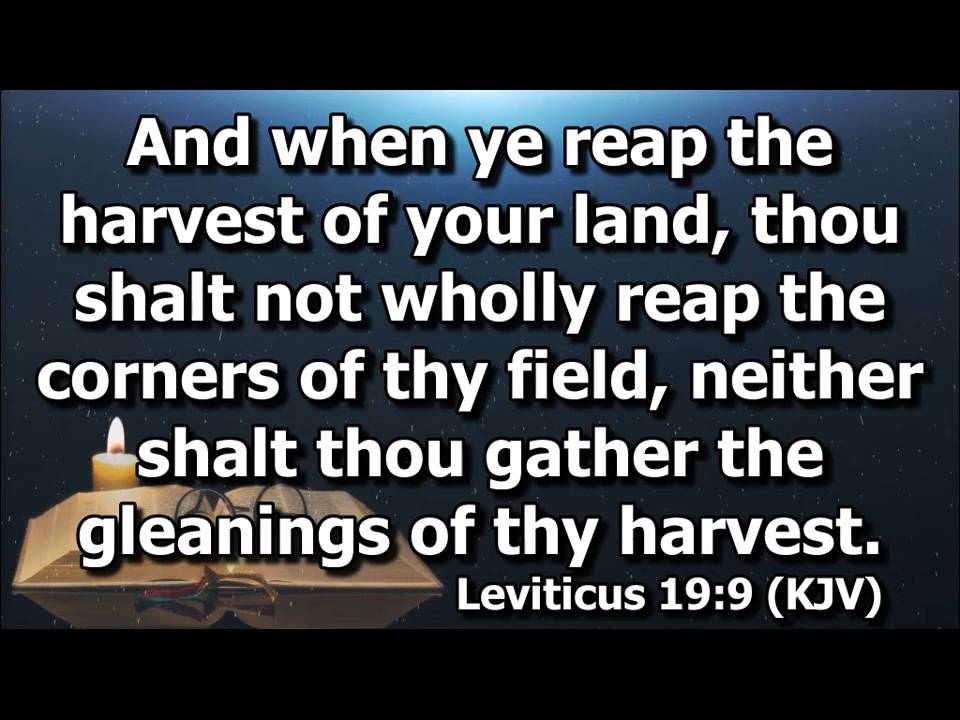 And when ye reap the
harvest of your land, thou
shalt not wholly reap the
corners of thy field, neither
shalt thou gather the
gleanings of thy harvest.
Leviticus 19:9 (KJV)